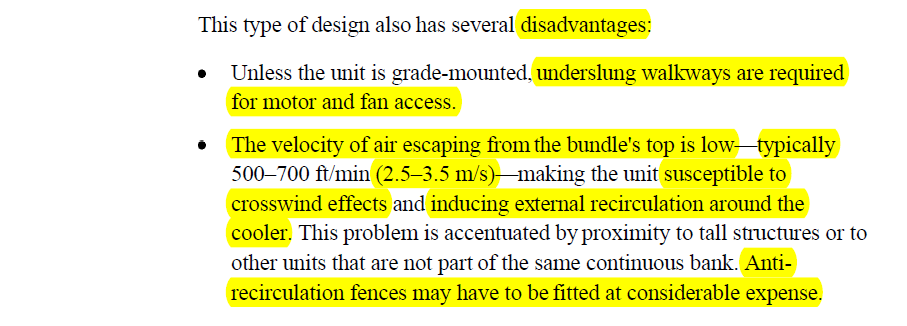 This type of design also has several disadvantages:
• Unless the unit is grade-mounted, underslung walkways are required
for motor and fan access.
• The velocity of air escaping from the bundle's top is low—typically
500–700 ft/min (2.5–3.5 m/s)—making the unit susceptible to
crosswind effects and inducing external recirculation around the
cooler. This problem is accentuated by proximity to tall structures or to
other units that are not part of the same continuous bank. Anti-
recirculation fences may have to be fitted at considerable expense.